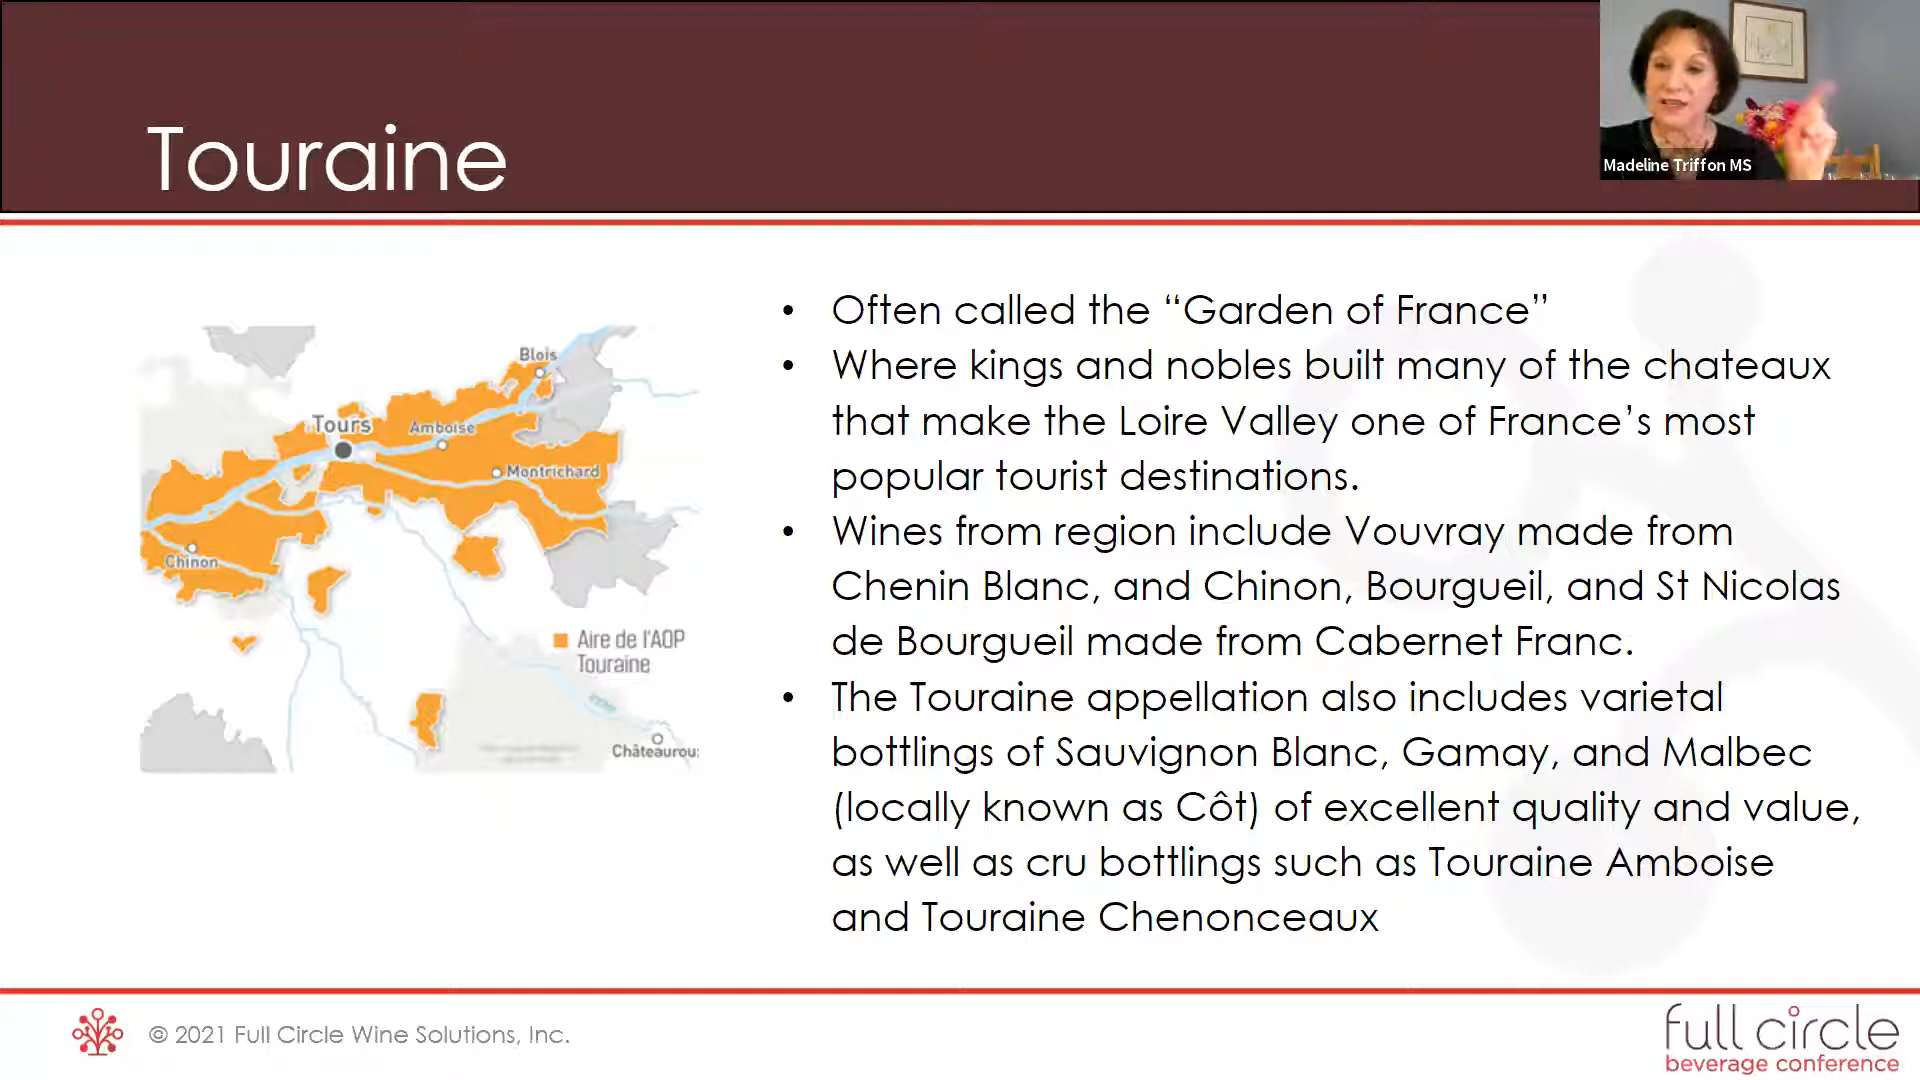 Touraine
Madeline Triffon MS
• Often called the “Garden of France”
• Where kings and nobles built many of the chateaux
that make the Loire Valley one of France’s most
popular tourist destinations.
• Wines from region include Vouvray made from
Chenin Blanc, and Chinon, Bourgueil, and St Nicolas
de Bourgueil made from Cabernet Franc.
• The Touraine appellation also includes varietal
bottlings of Sauvignon Blanc, Gamay, and Malbec
(locally known as Côt) of excellent quality and value,
as well as cru bottlings such as Touraine Amboise
and Touraine Chenonceaux
Blois
Tours
Amboise
Montrichard
Chinon
Aire de l’AOP
Touraine
Châteaurou
© 2021 Full Circle Wine Solutions, Inc.
full circle
beverage conference